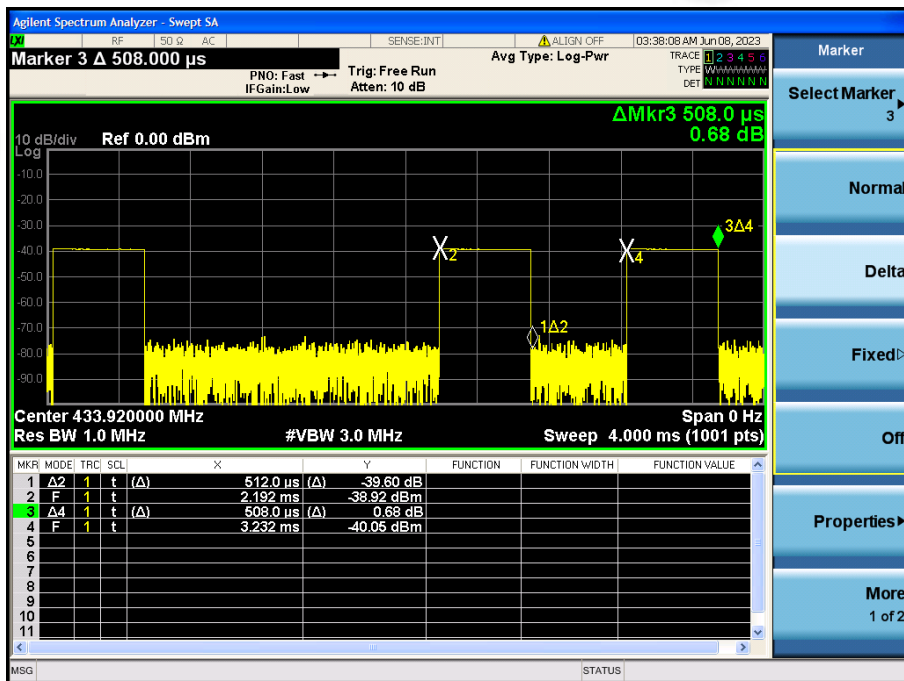 Agilent Spectrum Analyzer - Swept SA
LXI RF 50 Ω AC SENSE:INT ALIGN OFF 03:38:08 AM Jun 08, 2023
Marker 3 Δ 508.000 µs
PNO: Fast
IFGain:Low
Trig: Free Run
Atten: 10 dB
Avg Type: Log-Pwr
TRACE 1 2 3 4 5 6
TYPE WWWWWW
DET N N N N N N
ΔMkr3 508.0 µs
0.68 dB
10 dB/div Ref 0.00 dBm
Log
-10.0
-20.0
-30.0
-40.0
-50.0
-60.0
-70.0
-80.0
-90.0
X2
X4
3Δ4
1Δ2
Center 433.920000 MHz Span 0 Hz
Res BW 1.0 MHz #VBW 3.0 MHz Sweep 4.000 ms (1001 pts)
MKR MODE TRC SCL X Y FUNCTION FUNCTION WIDTH FUNCTION VALUE
1 Δ2 1 t (Δ) 512.0 µs (Δ) -39.60 dB
2 F 1 t 2.192 ms -38.92 dBm
3 Δ4 1 t (Δ) 508.0 µs (Δ) 0.68 dB
4 F 1 t 3.232 ms -40.05 dBm
5
6
7
8
9
10
11
MSG STATUS
Marker
Select Marker
3
Normal
Delta
Fixed
Off
Properties
More
1 of 2